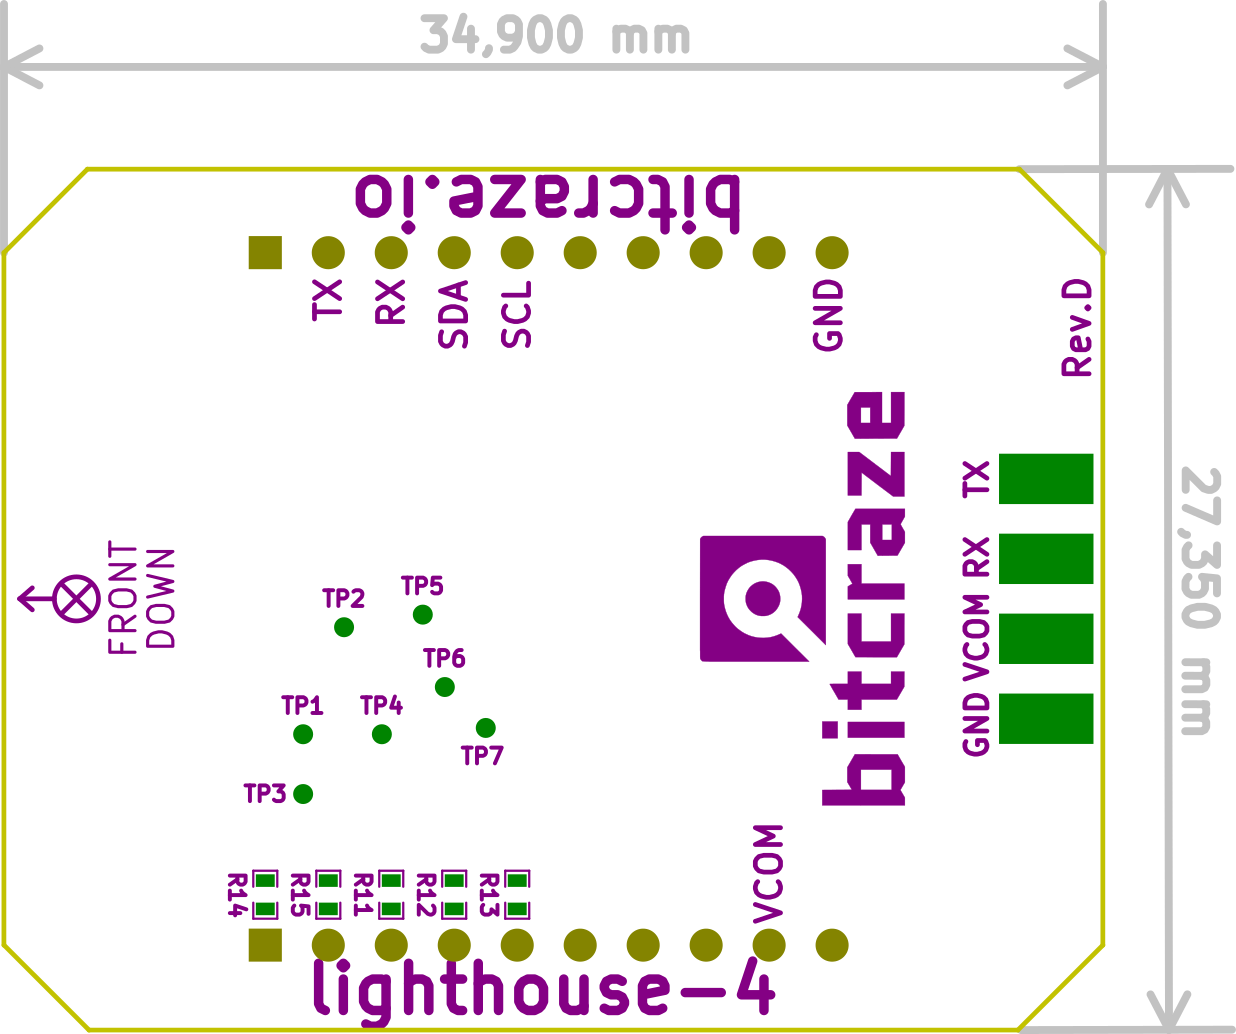 34,900 mm
bitcraze.io
TX
RX
SDA
SCL
GND
Rev.D
27,350 mm
bitcraze
TX
RX
VCOM
GND
FRONT
DOWN
TP5
TP2
TP6
TP1
TP4
TP7
TP3
VCOM
R14
R15
R11
R12
R13
lighthouse-4